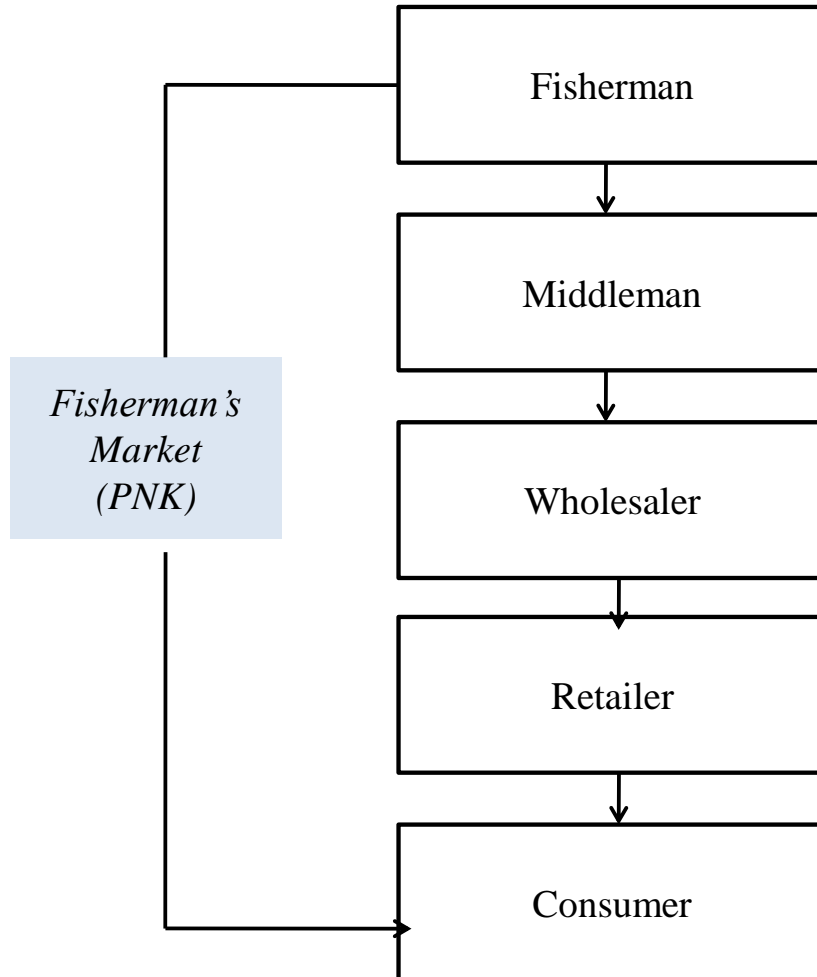 Fisherman
Middleman
Fisherman’s
Market
(PNK)
Wholesaler
Retailer
Consumer